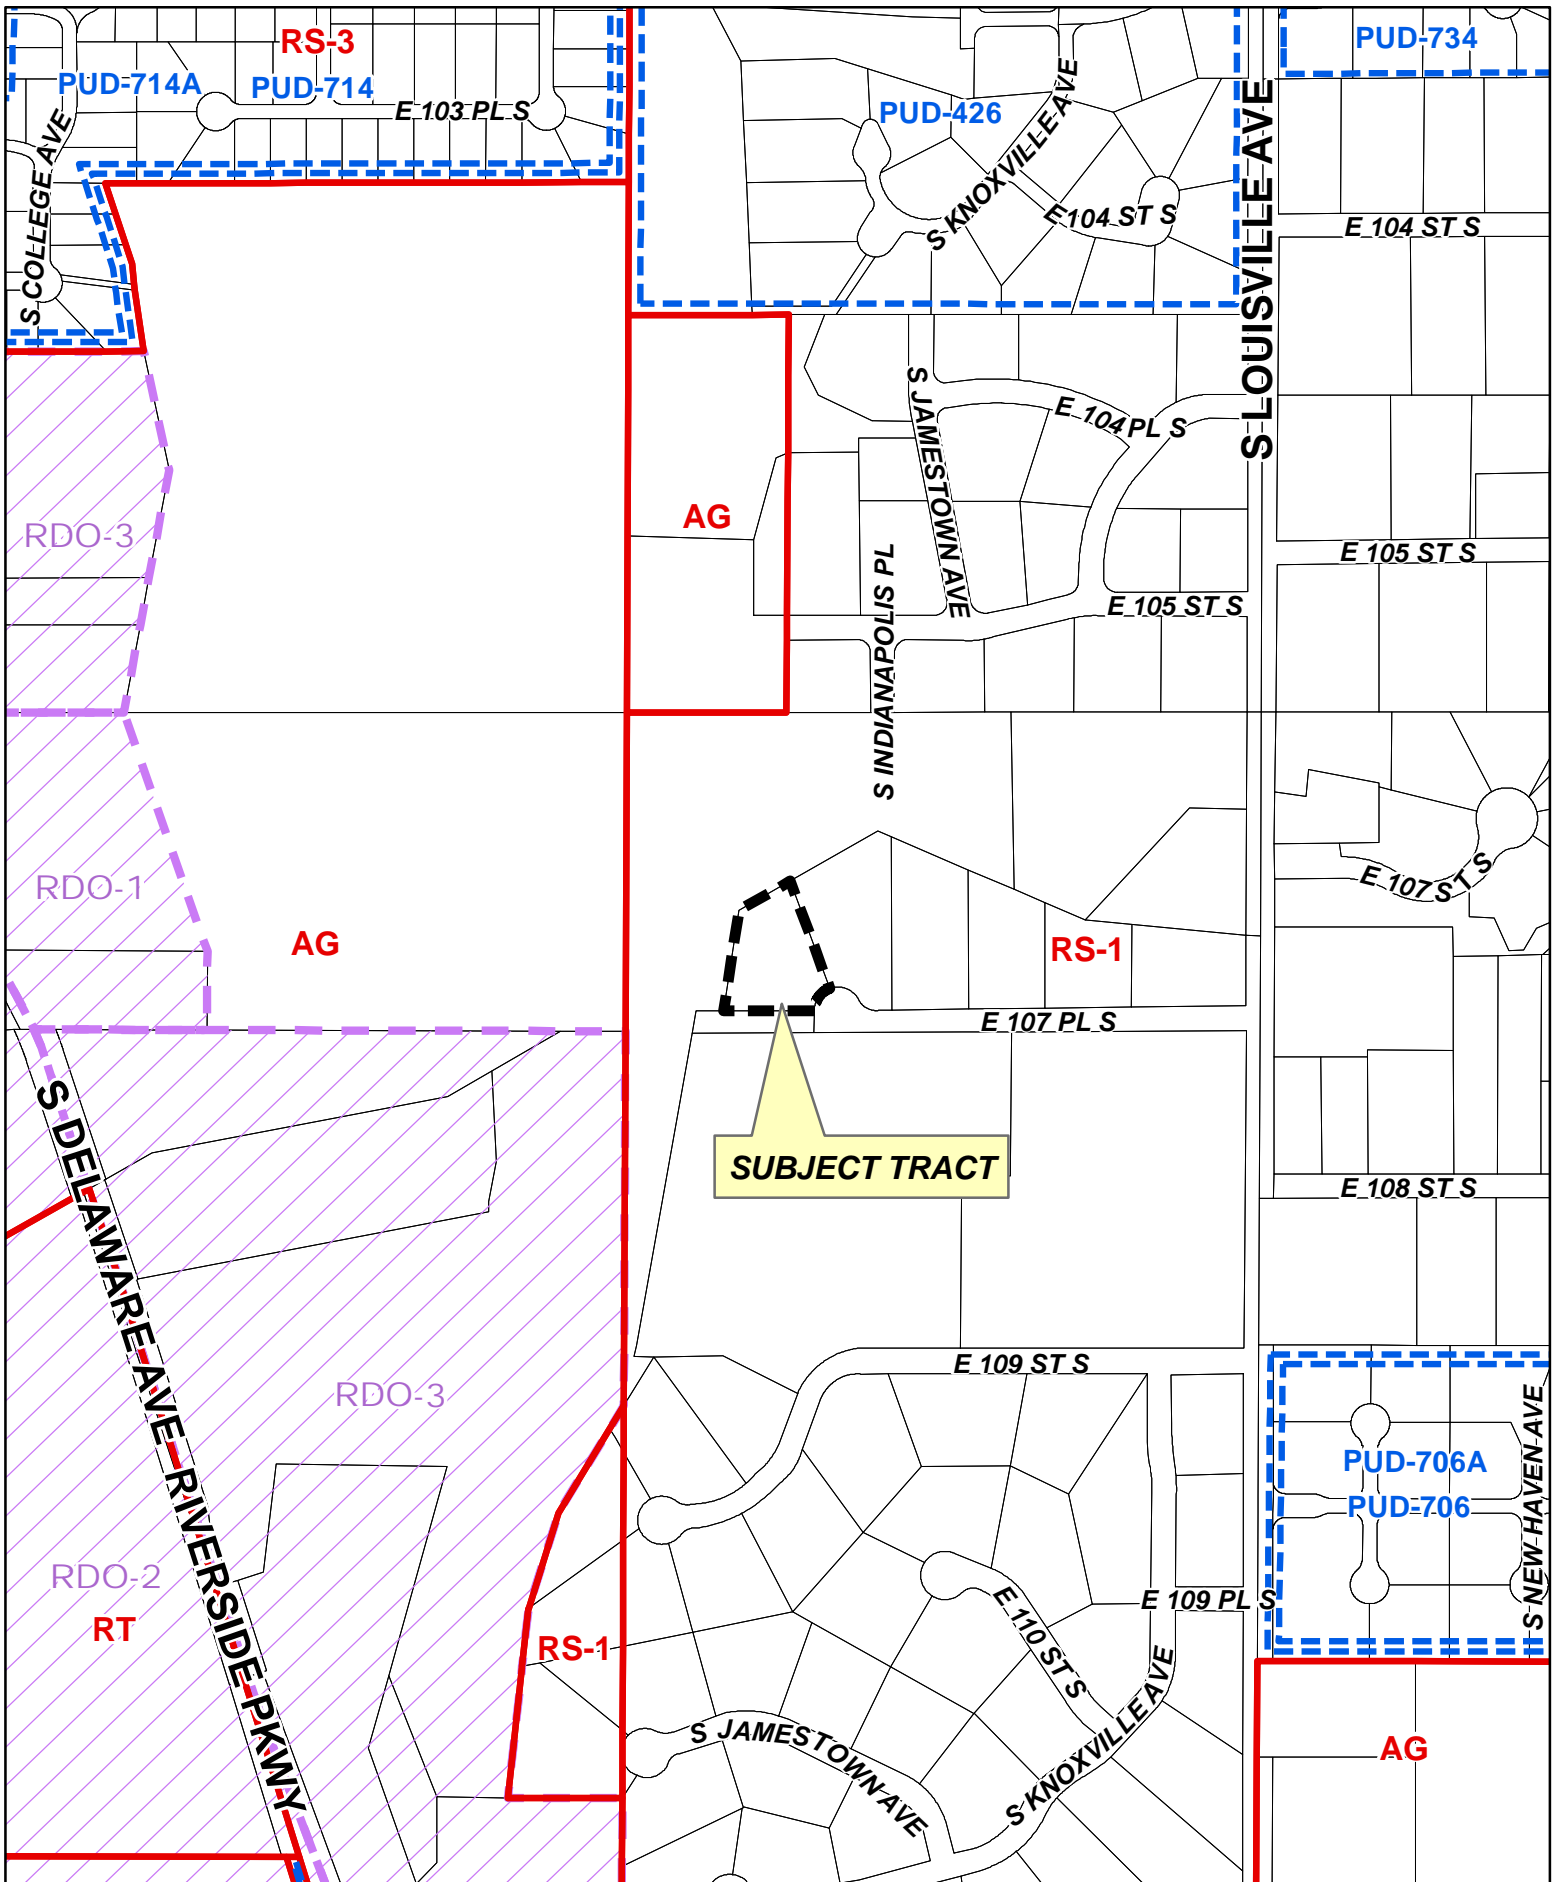 RS-3
PUD-734
PUD-714A
PUD-714
E 103 PL S
PUD-426
S COLLEGE AVE
S KNOXVILLE AVE
E 104 ST S
S LOUISVILLE AVE
E 104 ST S
S JAMESTOWN AVE
E 104 PL S
RDO-3
AG
E 105 ST S
E 105 ST S
S INDIANAPOLIS PL
RDO-1
E 107 ST S
AG
RS-1
E 107 PL S
SUBJECT TRACT
E 108 ST S
S DELAWARE AVE-RIVERSIDE PKWY
E 109 ST S
RDO-3
PUD-706A
PUD-706
S NEW HAVEN AVE
RDO-2
RT
RS-1
E 110 ST S
E 109 PL S
S JAMESTOWN AVE
S KNOXVILLE AVE
AG